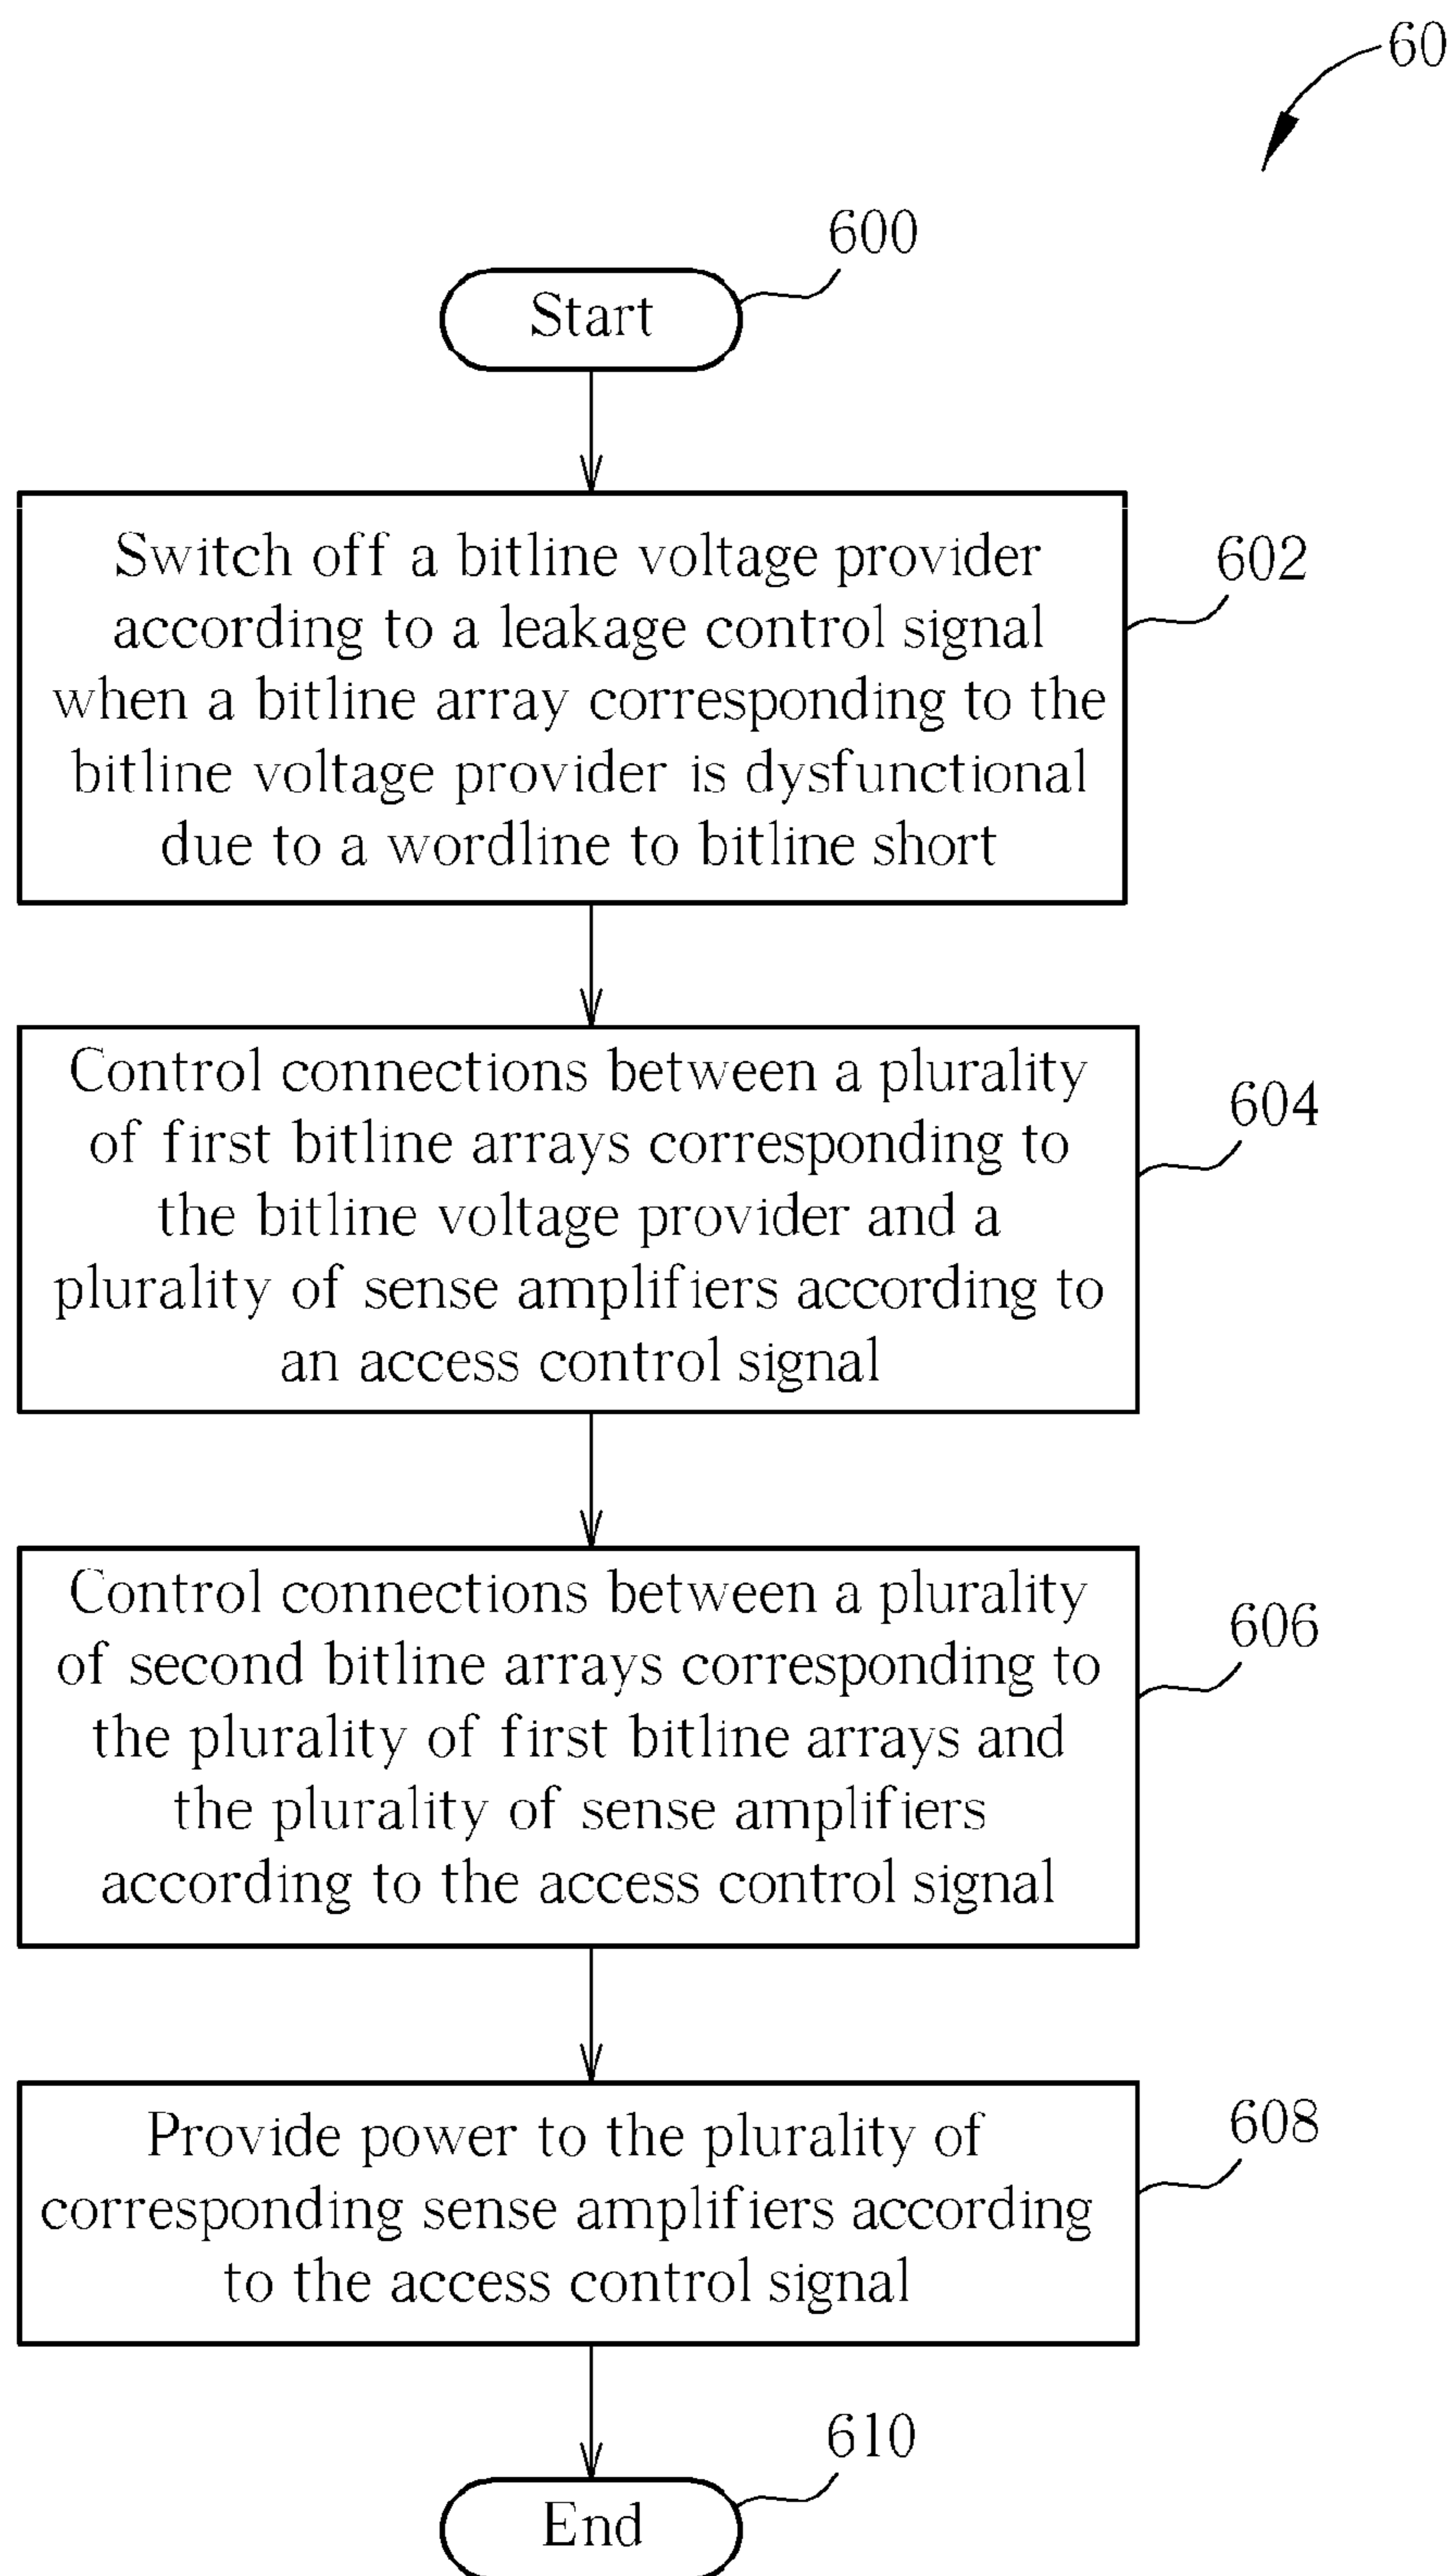 60
600
Start
Switch off a bitline voltage provider
according to a leakage control signal
when a bitline array corresponding to the
bitline voltage provider is dysfunctional
due to a wordline to bitline short
602
Control connections between a plurality
of first bitline arrays corresponding to
the bitline voltage provider and a
plurality of sense amplifiers according to
an access control signal
604
Control connections between a plurality
of second bitline arrays corresponding to
the plurality of first bitline arrays and
the plurality of sense amplifiers
according to the access control signal
606
Provide power to the plurality of
corresponding sense amplifiers according
to the access control signal
608
610
End